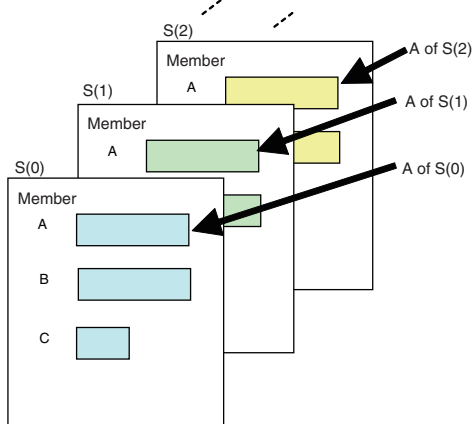 S(2)
Member
A
A of S(2)
S(1)
Member
A
A of S(1)
S(0)
Member
A
A of S(0)
B
C